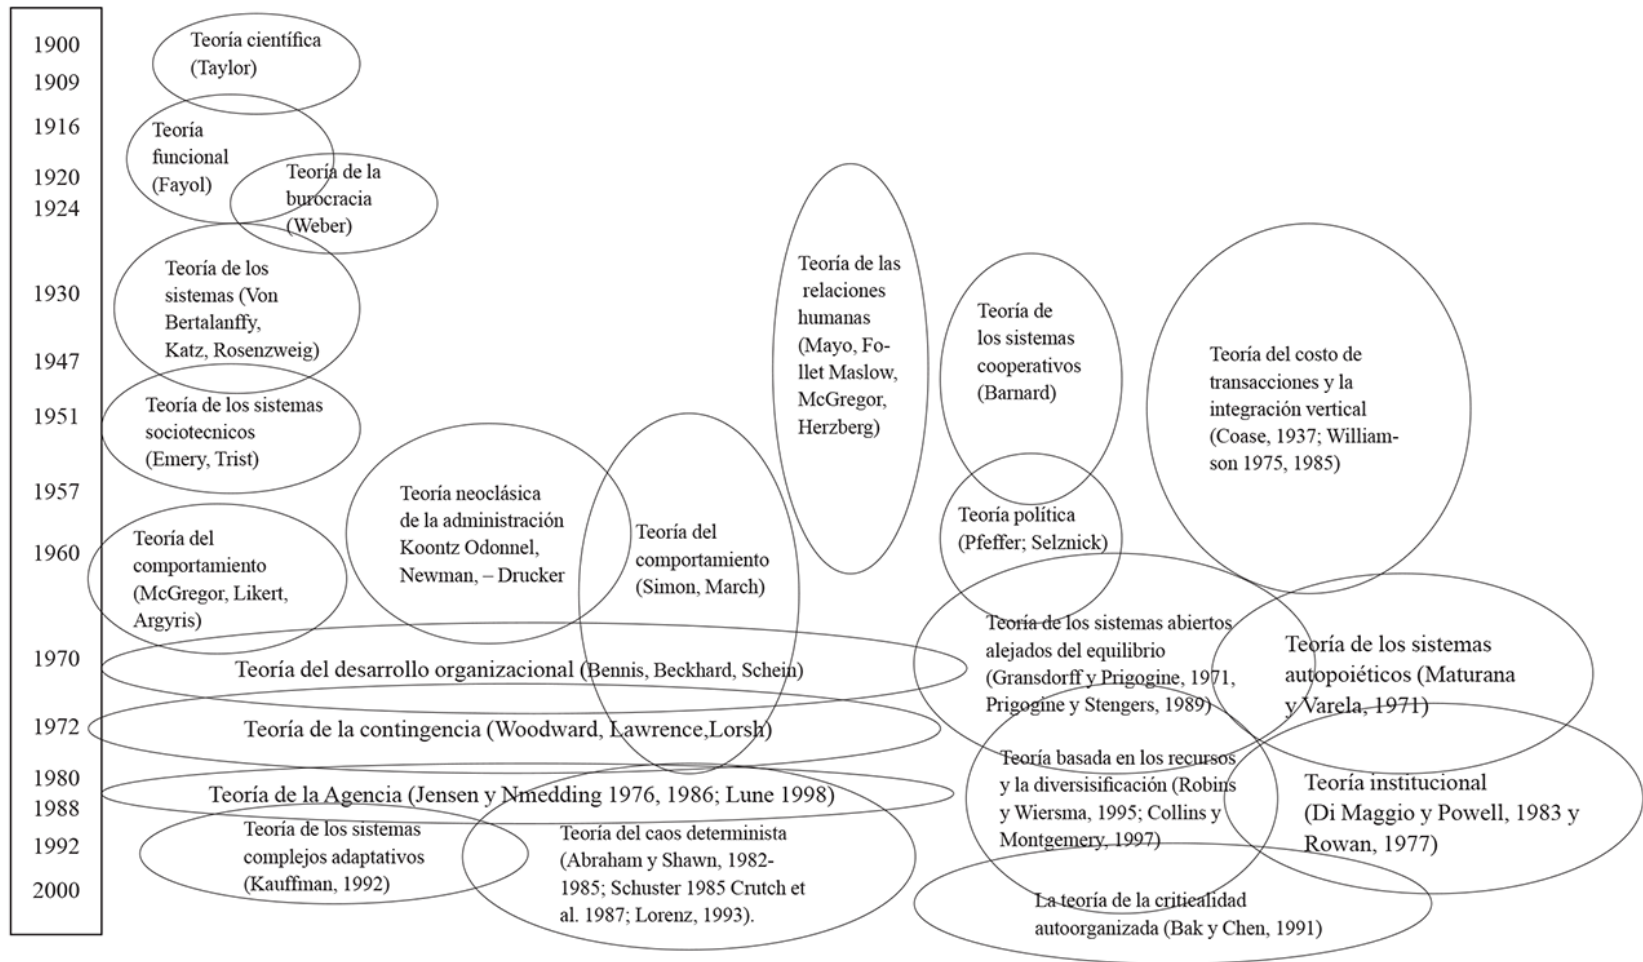 1900
1909
1916
1920
1924
1930
1947
1951
1957
1960
1970
1972
1980
1988
1992
2000
Teoría científica
(Taylor)
Teoría
funcional
(Fayol)
Teoría de la
burocracia
(Weber)
Teoría de los
sistemas (Von
Bertalanffy,
Katz, Rosenzweig)
Teoría de los sistemas
sociotecnicos
(Emery, Trist)
Teoría del
comportamiento
(McGregor, Likert,
Argyris)
Teoría neoclásica
de la administración
Koontz Odonnel,
Newman, – Drucker
Teoría del
comportamiento
(Simon, March)
Teoría de las
relaciones
humanas
(Mayo, Fo-
llet Maslow,
McGregor,
Herzberg)
Teoría de
los sistemas
cooperativos
(Barnard)
Teoría política
(Pfeffer; Selznick)
Teoría del costo de
transacciones y la
integración vertical
(Coase, 1937; William-
son 1975, 1985)
Teoría de los sistemas abiertos
alejados del equilibrio
(Gransdorff y Prigogine, 1971,
Prigogine y Stengers, 1989)
Teoría de los sistemas
autopoiéticos (Maturana
y Varela, 1971)
Teoría del desarrollo organizacional (Bennis, Beckhard, Schein)
Teoría de la contingencia (Woodward, Lawrence,Lorsh)
Teoría de la Agencia (Jensen y Nmedding 1976, 1986; Lune 1998)
Teoría de los sistemas
complejos adaptativos
(Kauffman, 1992)
Teoría del caos determinista
(Abraham y Shawn, 1982-
1985; Schuster 1985 Crutch et
al. 1987; Lorenz, 1993).
Teoría basada en los recursos
y la diversisificación (Robins
y Wiersma, 1995; Collins y
Montgemery, 1997)
Teoría institucional
(Di Maggio y Powell, 1983 y
Rowan, 1977)
La teoría de la criticalidad
autoorganizada (Bak y Chen, 1991)